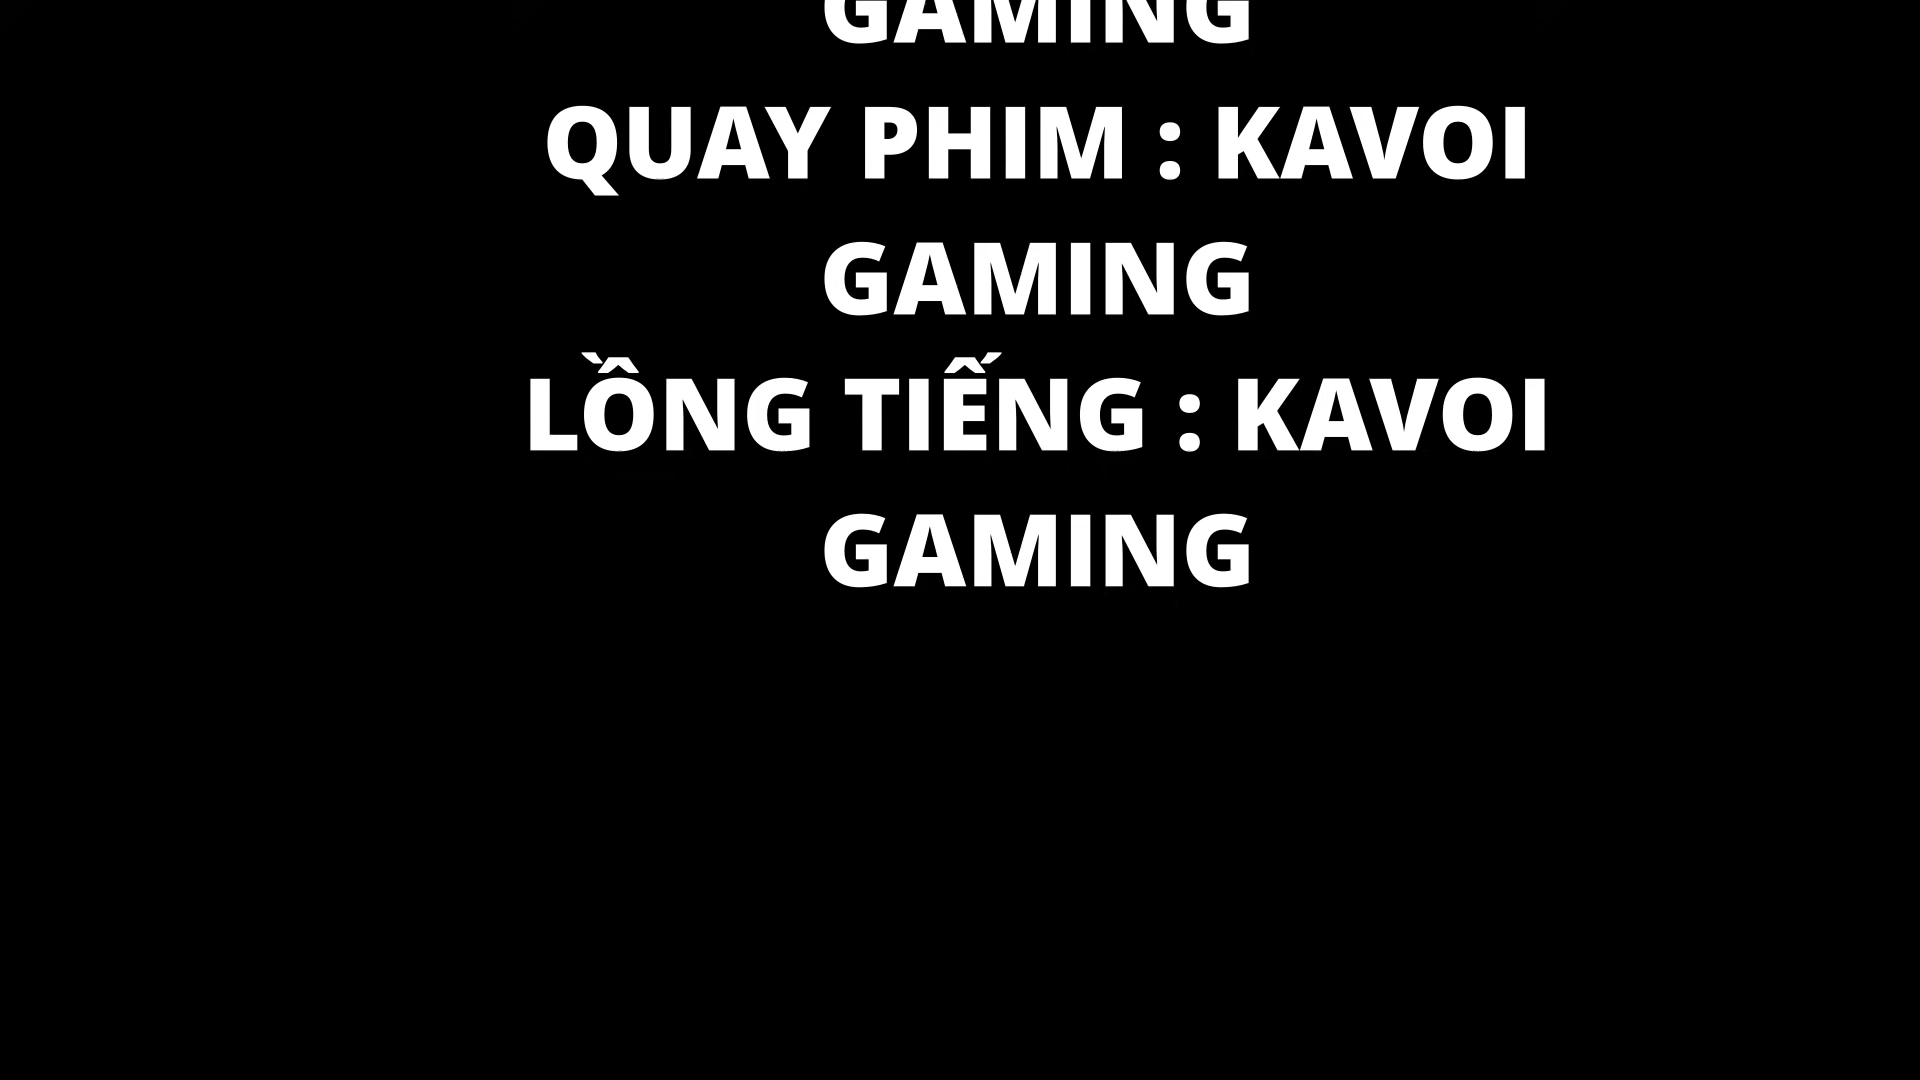 GAMING
QUAY PHIM : KAVOI
GAMING
LỒNG TIẾNG : KAVOI
GAMING